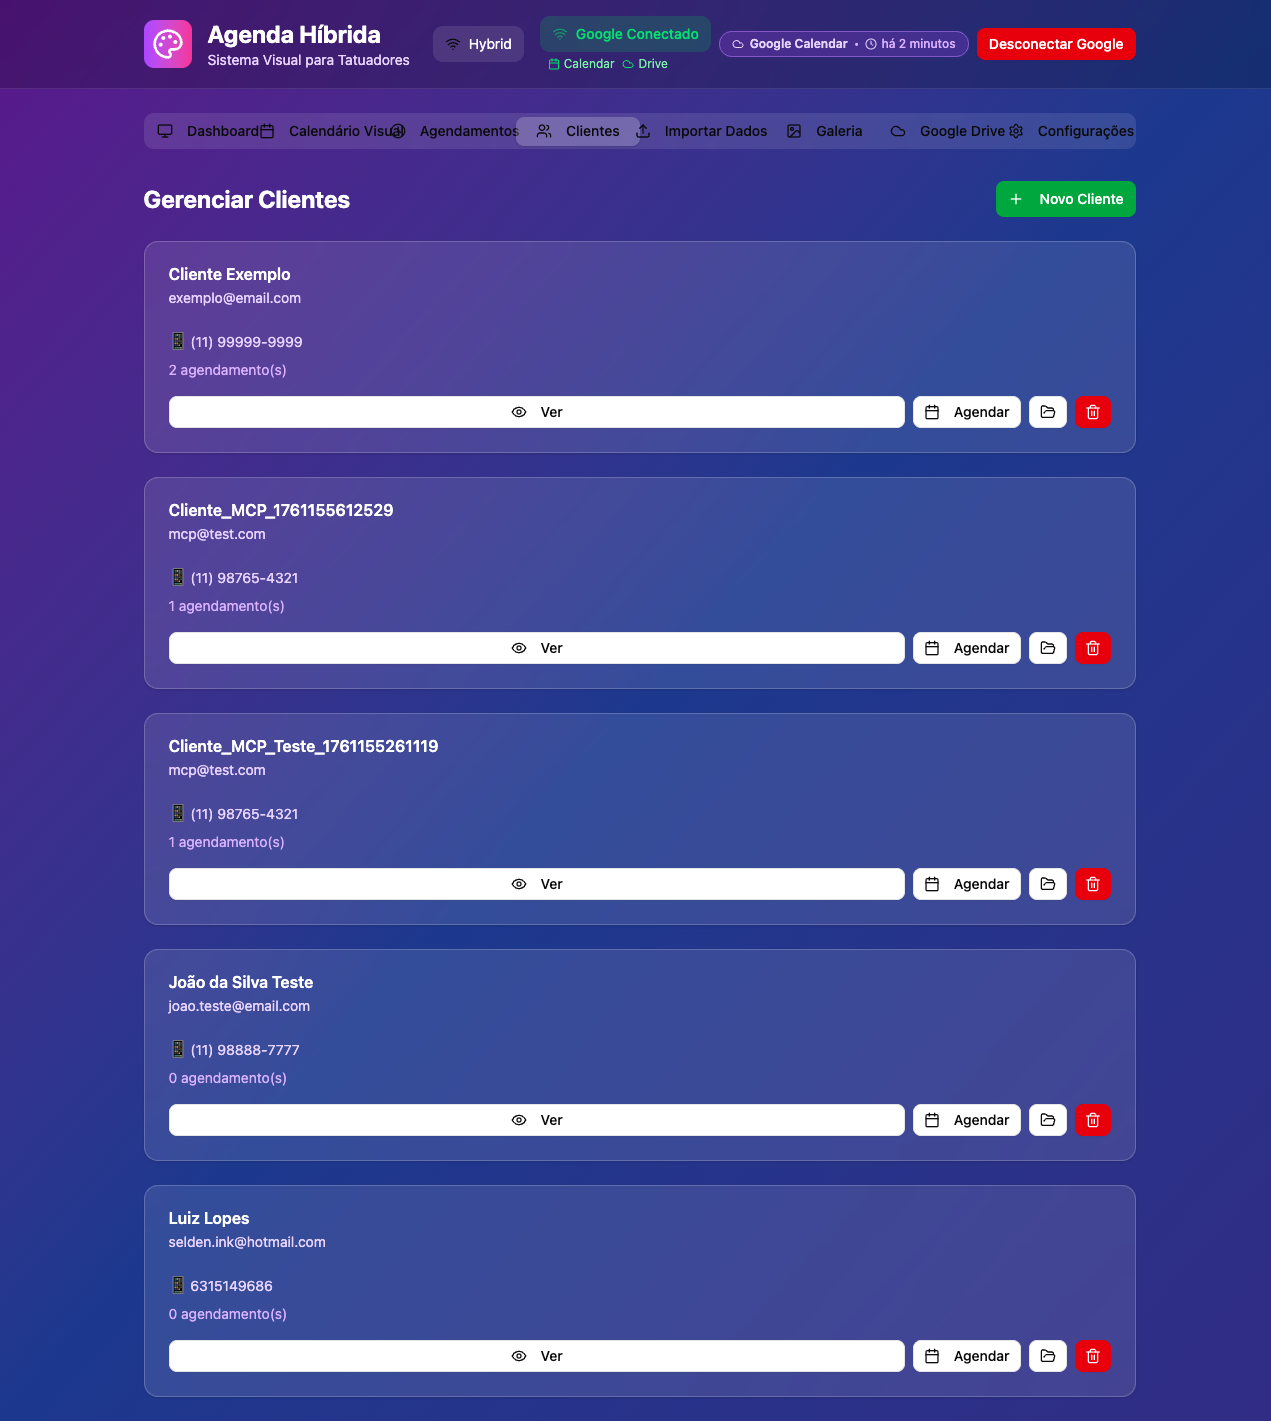 Agenda Híbrida
Sistema Visual para Tatuadores
Hybrid
Google Conectado
Calendar Drive
Google Calendar • há 2 minutos
Desconectar Google
Dashboard Calendário Visual Agendamentos Clientes Importar Dados Galeria Google Drive Configurações
Gerenciar Clientes
Novo Cliente
Cliente Exemplo
exemplo@email.com
(11) 99999-9999
2 agendamento(s)
Ver Agendar
Cliente_MCP_1761155612529
mcp@test.com
(11) 98765-4321
1 agendamento(s)
Ver Agendar
Cliente_MCP_Teste_1761155261119
mcp@test.com
(11) 98765-4321
1 agendamento(s)
Ver Agendar
João da Silva Teste
joao.teste@email.com
(11) 98888-7777
0 agendamento(s)
Ver Agendar
Luiz Lopes
selden.ink@hotmail.com
6315149686
0 agendamento(s)
Ver Agendar